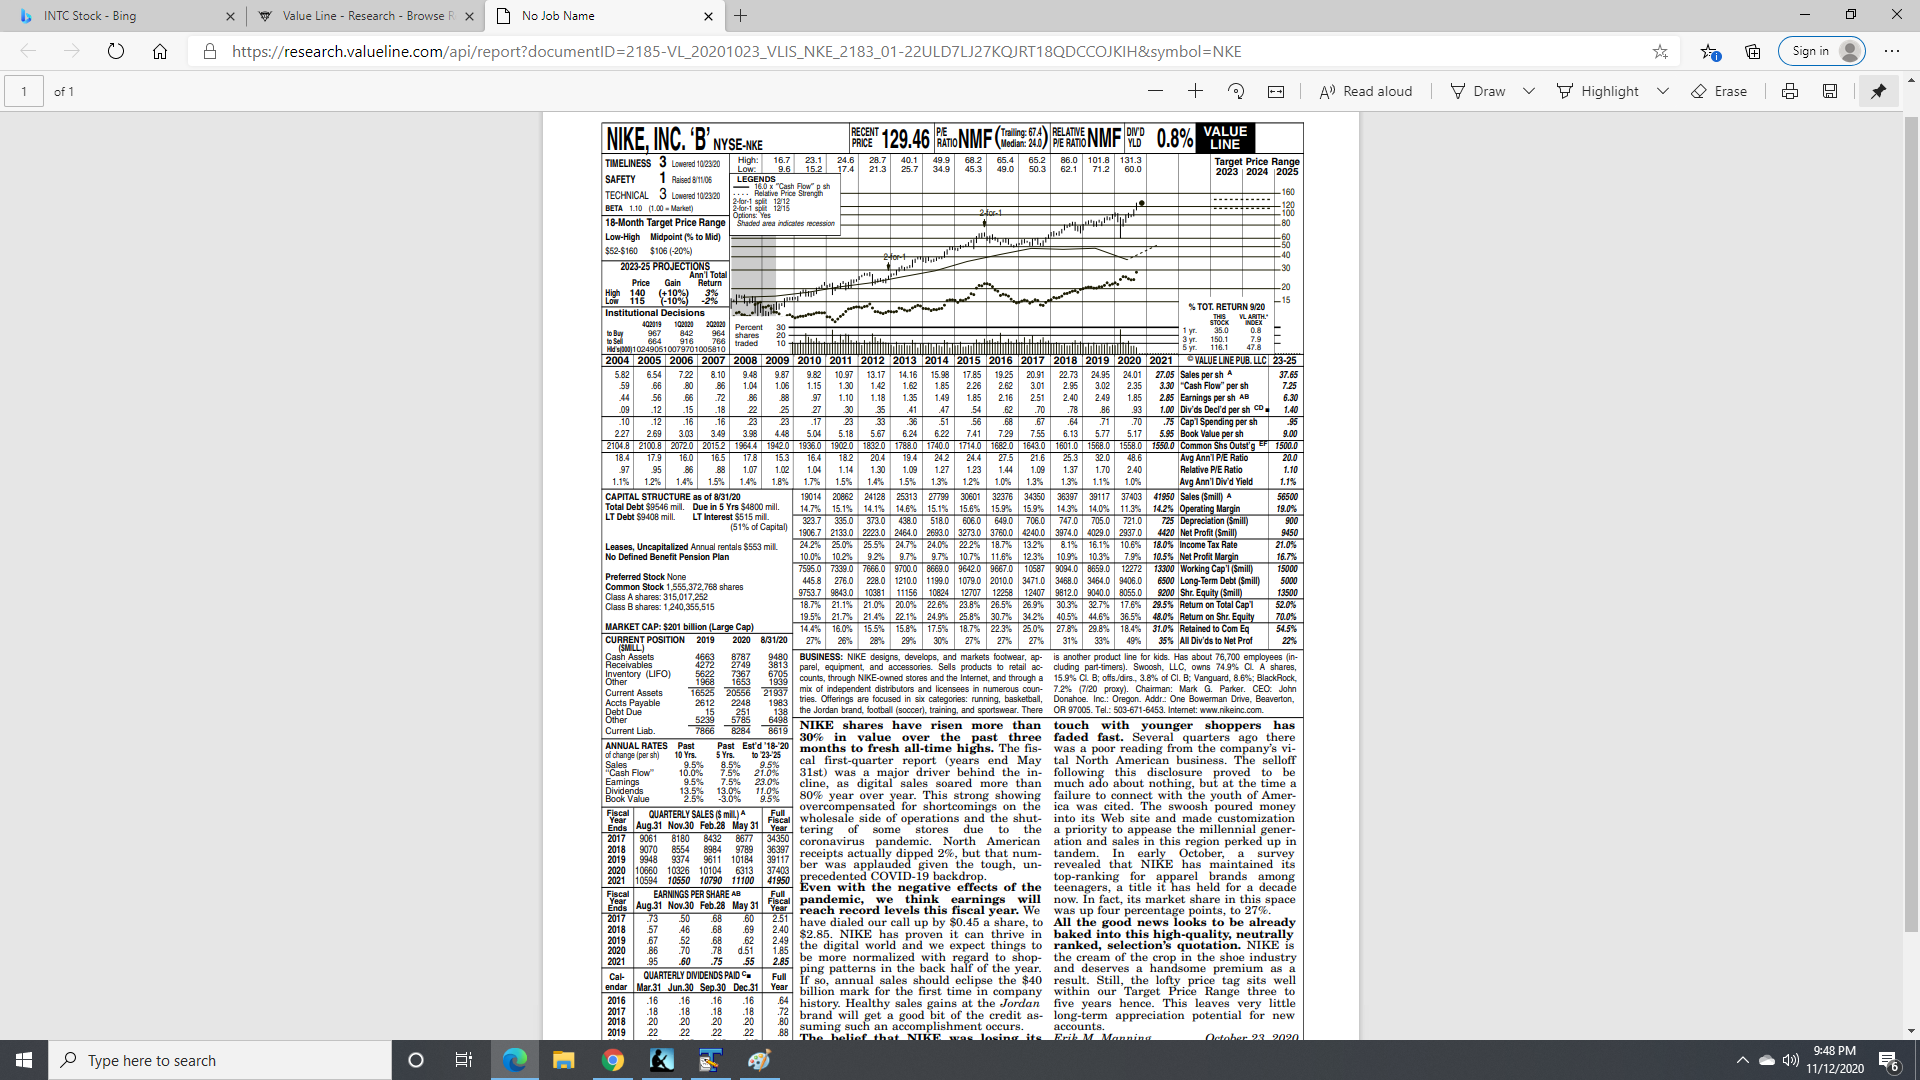 INTC Stock - Bing
Value Line - Research - Browse R
No Job Name
https://research.valueline.com/api/report?documentID=2185-VL_20201023_VLIS_NKE_2183_01-22ULD7LJ27KQJRT18QDCCOJKIH&symbol=NKE
Sign in
1 of 1
Read aloud
Draw
Highlight
Erase
NIKE, INC. 'B' NYSE-NKE
RECENT PRICE 129.46
P/E RATIO NMF (Trailing: 67.4 Median: 24.0)
RELATIVE P/E RATIO NMF
DIV'D YLD 0.8%
VALUE LINE
TIMELINESS 3 Lowered 10/23/20
SAFETY 1 Raised 8/11/06
TECHNICAL 3 Lowered 10/23/20
BETA 1.10 (1.00 = Market)
High: 16.7 23.1 24.6 28.7 40.1 49.9 68.2 65.4 65.2 86.0 101.8 131.3
Low: 9.6 15.2 17.4 21.3 25.7 34.9 45.3 49.0 50.3 62.1 71.2 60.0
Target Price Range
2023 2024 2025
LEGENDS
16.0 x "Cash Flow" p sh
Relative Price Strength
2-for-1 split 12/12
2-for-1 split 12/15
Options: Yes
Shaded area indicates recession
2-for-1
2-for-1
160
120
100
80
60
50
40
30
20
15
18-Month Target Price Range
Low-High Midpoint (% to Mid)
$52-$160 $106 (-20%)
2023-25 PROJECTIONS
Ann'l Total
Price Gain Return
High 140 (+10%) 3%
Low 115 (-10%) -2%
Institutional Decisions
4Q2019 1Q2020 2Q2020
to Buy 967 842 964
to Sell 664 916 766
Hld's(000) 1024905 1007970 1005810
Percent 30
shares 20
traded 10
% TOT. RETURN 9/20
THIS STOCK VL ARITH.* INDEX
1 yr. 35.0 0.8
3 yr. 150.1 7.9
5 yr. 116.1 47.8
2004 2005 2006 2007 2008 2009 2010 2011 2012 2013 2014 2015 2016 2017 2018 2019 2020 2021 © VALUE LINE PUB. LLC 23-25
5.82 6.54 7.22 8.10 9.48 9.87 9.82 10.97 13.17 14.16 15.98 17.85 19.25 20.91 22.73 24.95 24.01 27.05 Sales per sh A 37.65
.59 .66 .80 .86 1.04 1.06 1.15 1.30 1.42 1.62 1.85 2.26 2.62 3.01 2.95 3.02 2.35 3.30 "Cash Flow" per sh 7.25
.44 .56 .66 .72 .86 .88 .97 1.10 1.18 1.35 1.49 1.85 2.16 2.51 2.40 2.49 1.85 2.85 Earnings per sh AB 6.30
.09 .12 .15 .18 .22 .25 .27 .30 .35 .41 .47 .54 .62 .70 .78 .86 .93 1.00 Div'ds Decl'd per sh CD■ 1.40
.10 .12 .16 .16 .23 .23 .17 .23 .33 .36 .51 .56 .68 .67 .64 .71 .70 .75 Cap'l Spending per sh .95
2.27 2.69 3.03 3.49 3.98 4.48 5.04 5.18 5.67 6.24 6.22 7.41 7.29 7.55 6.13 5.77 5.17 5.95 Book Value per sh 9.00
2104.8 2100.8 2072.0 2015.2 1964.4 1942.0 1936.0 1902.0 1832.0 1788.0 1740.0 1714.0 1682.0 1643.0 1601.0 1568.0 1558.0 1550.0 Common Shs Outst'g EF 1500.0
18.4 17.9 16.0 16.5 17.8 15.3 16.4 18.2 20.4 19.4 24.2 24.4 27.5 21.6 25.3 32.0 48.6 Avg Ann'l P/E Ratio 20.0
.97 .95 .86 .88 1.07 1.02 1.04 1.14 1.30 1.09 1.27 1.23 1.44 1.09 1.37 1.70 2.40 Relative P/E Ratio 1.10
1.1% 1.2% 1.4% 1.5% 1.4% 1.8% 1.7% 1.5% 1.4% 1.5% 1.3% 1.2% 1.0% 1.3% 1.3% 1.1% 1.0% Avg Ann'l Div'd Yield 1.1%
19014 20862 24128 25313 27799 30601 32376 34350 36397 39117 37403 41950 Sales ($mill) A 56500
14.7% 15.1% 14.1% 14.6% 15.1% 15.6% 15.9% 15.9% 14.3% 14.0% 11.3% 14.2% Operating Margin 19.0%
323.7 335.0 373.0 438.0 518.0 606.0 649.0 706.0 747.0 705.0 721.0 725 Depreciation ($mill) 900
1906.7 2133.0 2223.0 2464.0 2693.0 3273.0 3760.0 4240.0 3974.0 4029.0 2937.0 4420 Net Profit ($mill) 9450
24.2% 25.0% 25.5% 24.7% 24.0% 22.2% 18.7% 13.2% 8.1% 16.1% 10.6% 18.0% Income Tax Rate 21.0%
10.0% 10.2% 9.2% 9.7% 9.7% 10.7% 11.6% 12.3% 10.9% 10.3% 7.9% 10.5% Net Profit Margin 16.7%
7595.0 7339.0 7666.0 9700.0 8669.0 9642.0 9667.0 10587 9094.0 8659.0 12272 13300 Working Cap'l ($mill) 15000
445.8 276.0 228.0 1210.0 1199.0 1079.0 2010.0 3471.0 3468.0 3464.0 9406.0 6500 Long-Term Debt ($mill) 5000
9753.7 9843.0 10381 11156 10824 12707 12258 12407 9812.0 9040.0 8055.0 9200 Shr. Equity ($mill) 13500
18.7% 21.1% 21.0% 20.0% 22.6% 23.8% 26.5% 26.9% 30.3% 32.7% 17.6% 29.5% Return on Total Cap'l 52.0%
19.5% 21.7% 21.4% 22.1% 24.9% 25.8% 30.7% 34.2% 40.5% 44.6% 36.5% 48.0% Return on Shr. Equity 70.0%
14.4% 16.0% 15.5% 15.8% 17.5% 18.7% 22.3% 25.0% 27.8% 29.8% 18.4% 31.0% Retained to Com Eq 54.5%
27% 26% 28% 29% 30% 27% 27% 27% 31% 33% 49% 35% All Div'ds to Net Prof 22%
CAPITAL STRUCTURE as of 8/31/20
Total Debt $9546 mill. Due in 5 Yrs $4800 mill.
LT Debt $9408 mill. LT Interest $515 mill.
(51% of Capital)
Leases, Uncapitalized Annual rentals $553 mill.
No Defined Benefit Pension Plan
Preferred Stock None
Common Stock 1,555,372,768 shares
Class A shares: 315,017,252
Class B shares: 1,240,355,515
MARKET CAP: $201 billion (Large Cap)
CURRENT POSITION 2019 2020 8/31/20
($MILL.)
Cash Assets 4663 8787 9480
Receivables 4272 2749 3813
Inventory (LIFO) 5622 7367 6705
Other 1968 1653 1939
Current Assets 16525 20556 21937
Accts Payable 2612 2248 1983
Debt Due 15 251 138
Other 5239 5785 6498
Current Liab. 7866 8284 8619
ANNUAL RATES Past Past Est'd '18-'20
of change (per sh) 10 Yrs. 5 Yrs. to '23-'25
Sales 9.5% 8.5% 9.5%
"Cash Flow" 10.0% 7.5% 21.0%
Earnings 9.5% 7.5% 23.0%
Dividends 13.5% 13.0% 11.0%
Book Value 2.5% -3.0% 9.5%
Fiscal Year Ends QUARTERLY SALES ($ mill.) A Full Fiscal Year
Aug.31 Nov.30 Feb.28 May 31
2017 9061 8180 8432 8677 34350
2018 9070 8554 8984 9789 36397
2019 9948 9374 9611 10184 39117
2020 10660 10326 10104 6313 37403
2021 10594 10550 10790 11100 41950
Fiscal Year Ends EARNINGS PER SHARE AB Full Fiscal Year
Aug.31 Nov.30 Feb.28 May 31
2017 .73 .50 .68 .60 2.51
2018 .57 .46 .68 .69 2.40
2019 .67 .52 .68 .62 2.49
2020 .86 .70 .78 d.51 1.85
2021 .95 .60 .75 .55 2.85
Cal- QUARTERLY DIVIDENDS PAID C■ Full
endar Mar.31 Jun.30 Sep.30 Dec.31 Year
2016 .16 .16 .16 .16 .64
2017 .18 .18 .18 .18 .72
2018 .20 .20 .20 .20 .80
2019 .22 .22 .22 .22 .88
BUSINESS: NIKE designs, develops, and markets footwear, ap-
parel, equipment, and accessories. Sells products to retail ac-
counts, through NIKE-owned stores and the Internet, and through a
mix of independent distributors and licensees in numerous coun-
tries. Offerings are focused in six categories: running, basketball,
the Jordan brand, football (soccer), training, and sportswear. There
is another product line for kids. Has about 76,700 employees (in-
cluding part-timers). Swoosh, LLC, owns 74.9% Cl. A shares,
15.9% Cl. B; offs./dirs., 3.8% of Cl. B; Vanguard, 8.6%; BlackRock,
7.2% (7/20 proxy). Chairman: Mark G. Parker. CEO: John
Donahoe. Inc.: Oregon. Addr.: One Bowerman Drive, Beaverton,
OR 97005. Tel.: 503-671-6453. Internet: www.nikeinc.com.
NIKE shares have risen more than
30% in value over the past three
months to fresh all-time highs. The fis-
cal first-quarter report (years end May
31st) was a major driver behind the in-
cline, as digital sales soared more than
80% year over year. This strong showing
overcompensated for shortcomings on the
wholesale side of operations and the shut-
tering of some stores due to the
coronavirus pandemic. North American
receipts actually dipped 2%, but that num-
ber was applauded given the tough, un-
precedented COVID-19 backdrop.
Even with the negative effects of the
pandemic, we think earnings will
reach record levels this fiscal year. We
have dialed our call up by $0.45 a share, to
$2.85. NIKE has proven it can thrive in
the digital world and we expect things to
be more normalized with regard to shop-
ping patterns in the back half of the year.
If so, annual sales should eclipse the $40
billion mark for the first time in company
history. Healthy sales gains at the Jordan
brand will get a good bit of the credit as-
suming such an accomplishment occurs.
The belief that NIKE was losing its
touch with younger shoppers has
faded fast. Several quarters ago there
was a poor reading from the company's vi-
tal North American business. The selloff
following this disclosure proved to be
much ado about nothing, but at the time a
failure to connect with the youth of Amer-
ica was cited. The swoosh poured money
into its Web site and made customization
a priority to appease the millennial gener-
ation and sales in this region perked up in
tandem. In early October, a survey
revealed that NIKE has maintained its
top-ranking for apparel brands among
teenagers, a title it has held for a decade
now. In fact, its market share in this space
was up four percentage points, to 27%.
All the good news looks to be already
baked into this high-quality, neutrally
ranked, selection's quotation. NIKE is
the cream of the crop in the shoe industry
and deserves a handsome premium as a
result. Still, the lofty price tag sits well
within our Target Price Range three to
five years hence. This leaves very little
long-term appreciation potential for new
accounts.
Erik M. Manning October 23, 2020
Type here to search
9:48 PM
11/12/2020
6